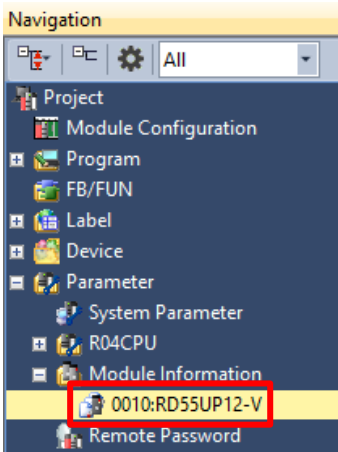 Navigation
All
Project
Module Configuration
Program
FB/FUN
Label
Device
Parameter
System Parameter
R04CPU
Module Information
0010:RD55UP12-V
Remote Password